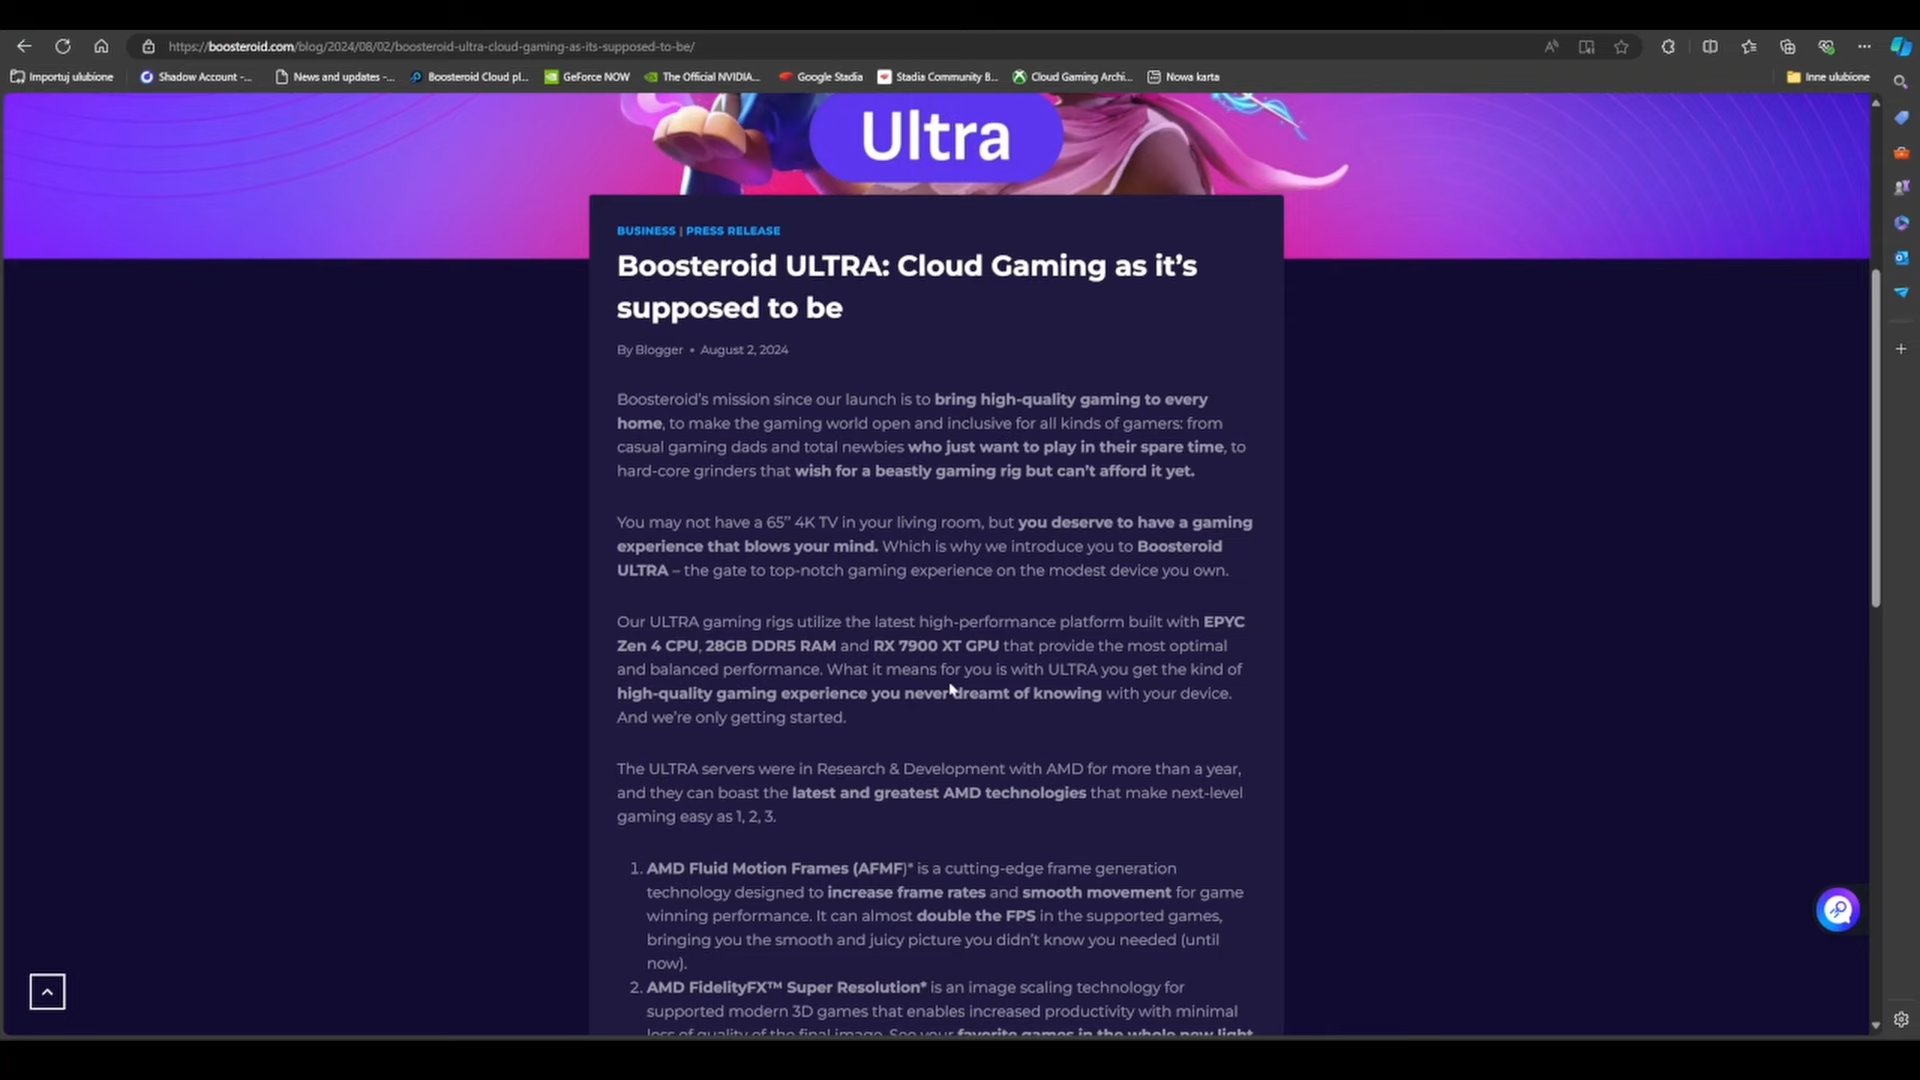 https://boosteroid.com/blog/2024/08/02/boosteroid-ultra-cloud-gaming-as-its-supposed-to-be/
Importuj ulubione
Shadow Account -...
News and updates -...
Boosteroid Cloud pl...
GeForce NOW
The Official NVIDIA...
Google Stadia
Stadia Community B...
Cloud Gaming Archi...
Nowa karta
Inne ulubione
Ultra
BUSINESS | PRESS RELEASE
Boosteroid ULTRA: Cloud Gaming as it’s
supposed to be
By Blogger • August 2, 2024
Boosteroid’s mission since our launch is to bring high-quality gaming to every
home, to make the gaming world open and inclusive for all kinds of gamers: from
casual gaming dads and total newbies who just want to play in their spare time, to
hard-core grinders that wish for a beastly gaming rig but can’t afford it yet.
You may not have a 65″ 4K TV in your living room, but you deserve to have a gaming
experience that blows your mind. Which is why we introduce you to Boosteroid
ULTRA – the gate to top-notch gaming experience on the modest device you own.
Our ULTRA gaming rigs utilize the latest high-performance platform built with EPYC
Zen 4 CPU, 28GB DDR5 RAM and RX 7900 XT GPU that provide the most optimal
and balanced performance. What it means for you is with ULTRA you get the kind of
high-quality gaming experience you never dreamt of knowing with your device.
And we’re only getting started.
The ULTRA servers were in Research & Development with AMD for more than a year,
and they can boast the latest and greatest AMD technologies that make next-level
gaming easy as 1, 2, 3.
1. AMD Fluid Motion Frames (AFMF)* is a cutting-edge frame generation
technology designed to increase frame rates and smooth movement for game
winning performance. It can almost double the FPS in the supported games,
bringing you the smooth and juicy picture you didn’t know you needed (until
now).
2. AMD FidelityFX™ Super Resolution* is an image scaling technology for
supported modern 3D games that enables increased productivity with minimal
loss of quality of the final image. See your favorite games in the whole new light